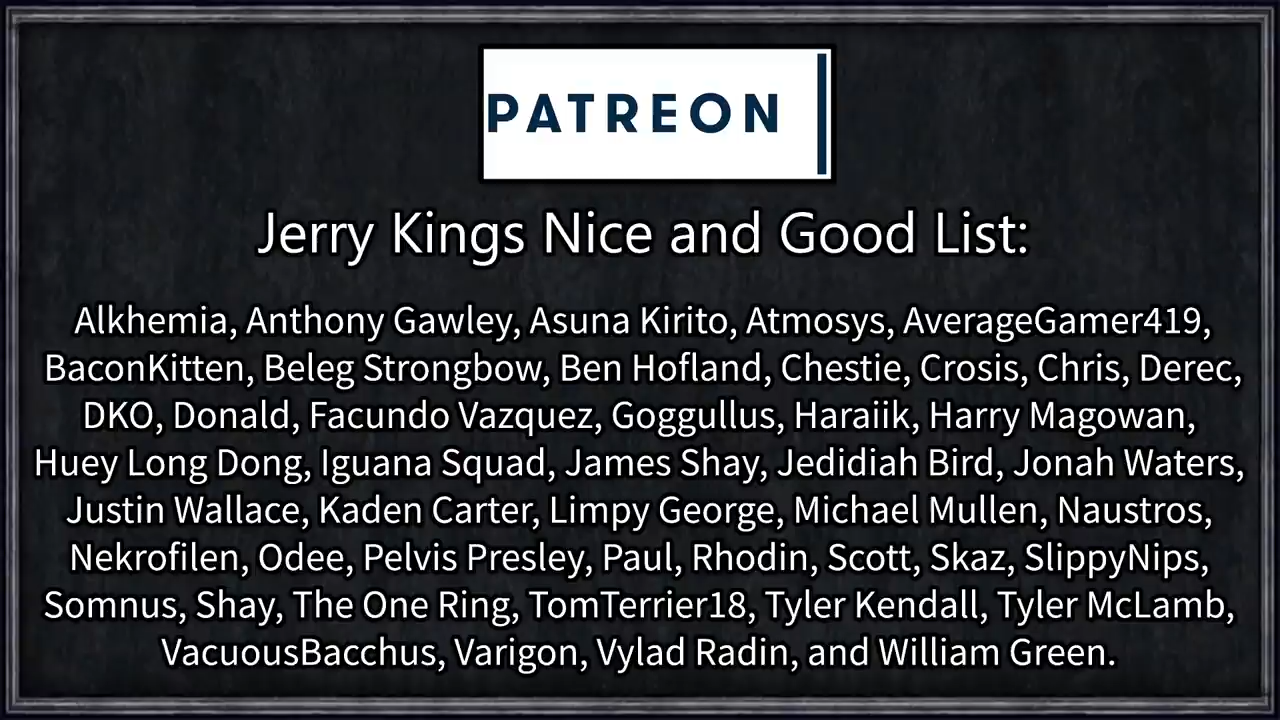 PATREON
Jerry Kings Nice and Good List:
Alkhemia, Anthony Gawley, Asuna Kirito, Atmosys, AverageGamer419,
BaconKitten, Beleg Strongbow, Ben Hofland, Chestie, Crosis, Chris, Derec,
DKO, Donald, Facundo Vazquez, Goggullus, Haraiik, Harry Magowan,
Huey Long Dong, Iguana Squad, James Shay, Jedidiah Bird, Jonah Waters,
Justin Wallace, Kaden Carter, Limpy George, Michael Mullen, Naustros,
Nekrofilen, Odee, Pelvis Presley, Paul, Rhodin, Scott, Skaz, SlippyNips,
Somnus, Shay, The One Ring, TomTerrier18, Tyler Kendall, Tyler McLamb,
VacuousBacchus, Varigon, Vylad Radin, and William Green.